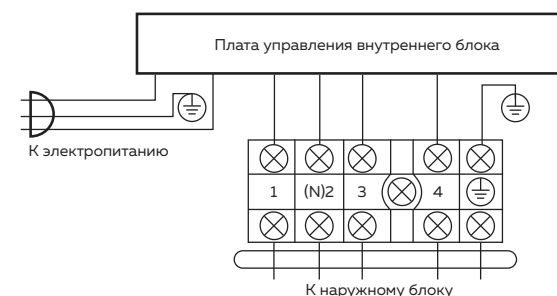 Плата управления внутреннего блока
К электропитанию
1 (N)2 3 4
К наружному блоку